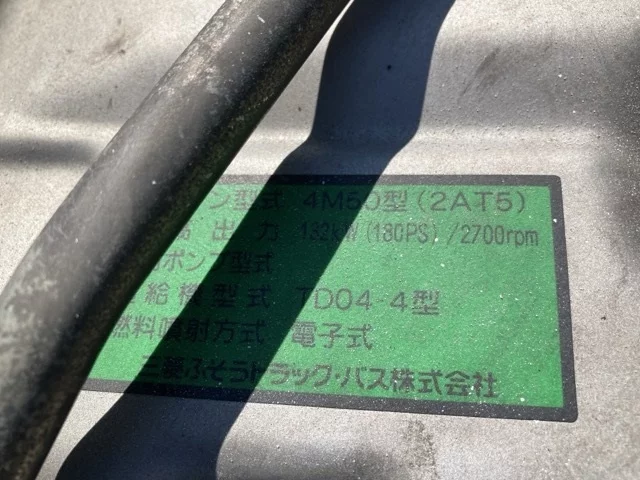 ン型式 4M50型(2AT5)
高出力 132kW(180PS)/2700rpm
ポンプ型式
給機型式 TD04-4型
燃料噴射方式 電子式
三菱ふそうトラック・バス株式会社